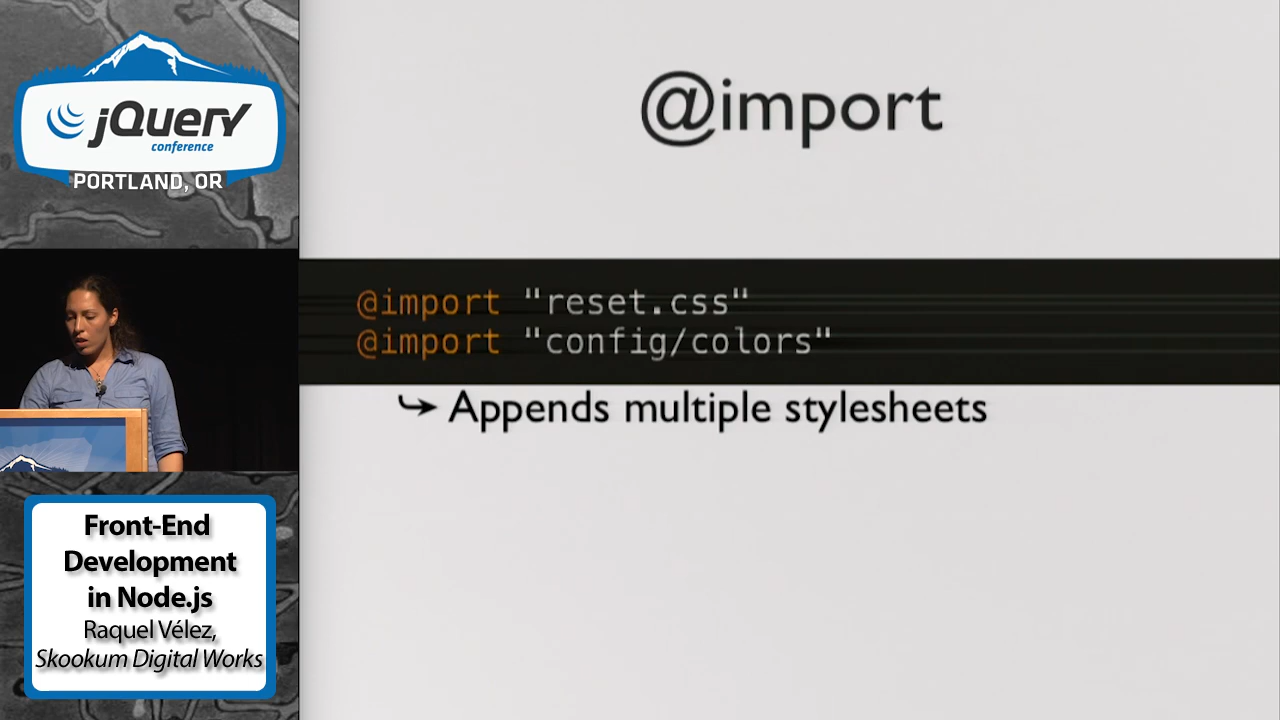 jQuery
conference
PORTLAND, OR
@import
@import "reset.css"
@import "config/colors"
↪ Appends multiple stylesheets
Front-End
Development
in Node.js
Raquel Vélez,
Skookum Digital Works